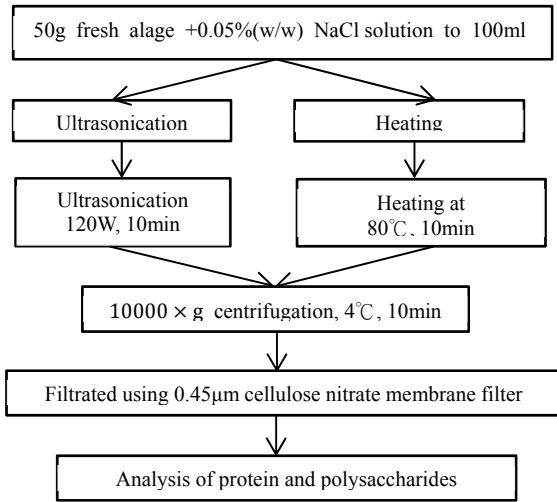 50g fresh alage +0.05%(w/w) NaCl solution to 100ml
Ultrasonication
Heating
Ultrasonication
120W, 10min
Heating at
80℃, 10min
10000 × g centrifugation, 4℃, 10min
Filtrated using 0.45µm cellulose nitrate membrane filter
Analysis of protein and polysaccharides